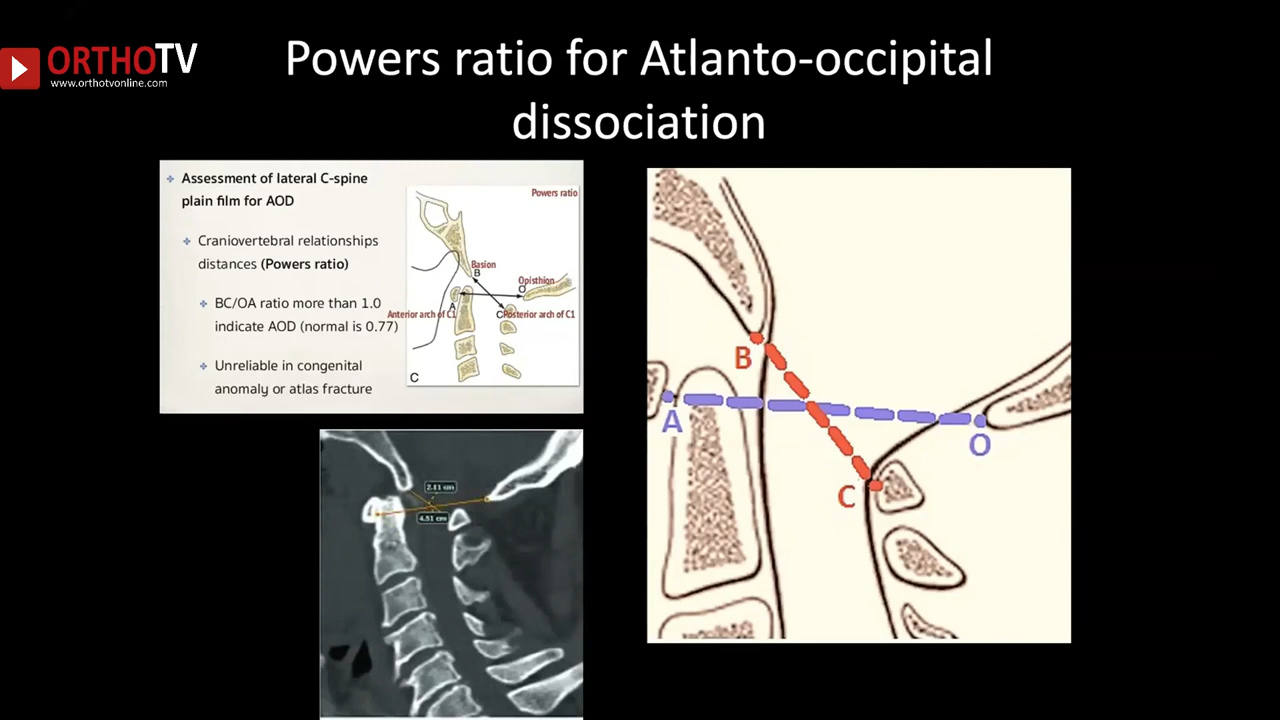 ORTHOTV
www.orthotvonline.com
Powers ratio for Atlanto-occipital
dissociation
Assessment of lateral C-spine
plain film for AOD
Craniovertebral relationships
distances (Powers ratio)
BC/OA ratio more than 1.0
indicate AOD (normal is 0.77)
Unreliable in congenital
anomaly or atlas fracture
Powers ratio
Basion
B
Opisthion
O
A
Anterior arch of C1
C
Posterior arch of C1
C
B
A
O
C
2.11 cm
4.51 cm